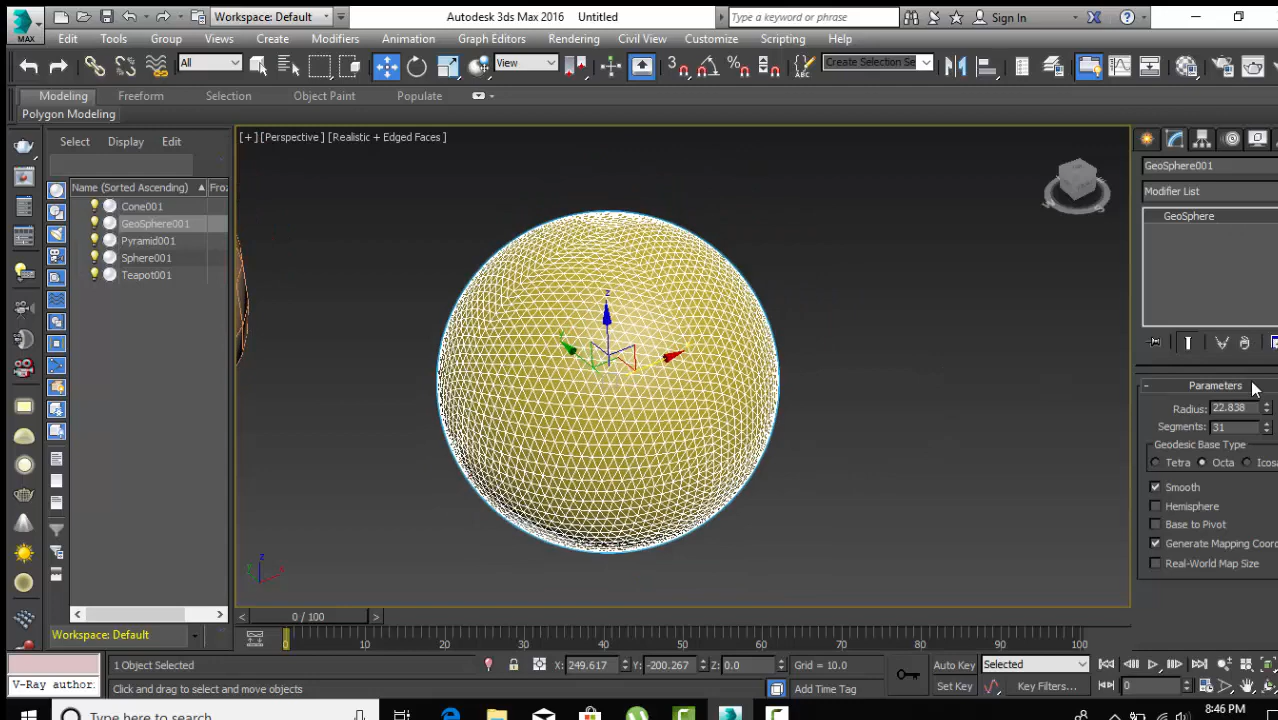 Workspace: Default
Autodesk 3ds Max 2016 Untitled
Type a keyword or phrase
Sign In
MAX
Edit Tools Group Views Create Modifiers Animation Graph Editors Rendering Civil View Customize Scripting Help
All
View
3
Create Selection Se
Modeling Freeform Selection Object Paint Populate
Polygon Modeling
Select Display Edit
[+] [Perspective] [Realistic + Edged Faces]
Name (Sorted Ascending) Fro
Cone001
GeoSphere001
Pyramid001
Sphere001
Teapot001
z
z
GeoSphere001
Modifier List
GeoSphere
Parameters
Radius: 22.838
Segments: 31
Geodesic Base Type
Tetra Octa Icos
Smooth
Hemisphere
Base to Pivot
Generate Mapping Coord
Real-World Map Size
< 0 / 100 >
Workspace: Default
0 10 20 30 40 50 60 70 80 90 100
1 Object Selected X: 249.617 Y: -200.267 Z: 0.0 Grid = 10.0 Auto Key Selected
V-Ray author:
Click and drag to select and move objects Add Time Tag Set Key Key Filters... 0
Type here to search
8:46 PM